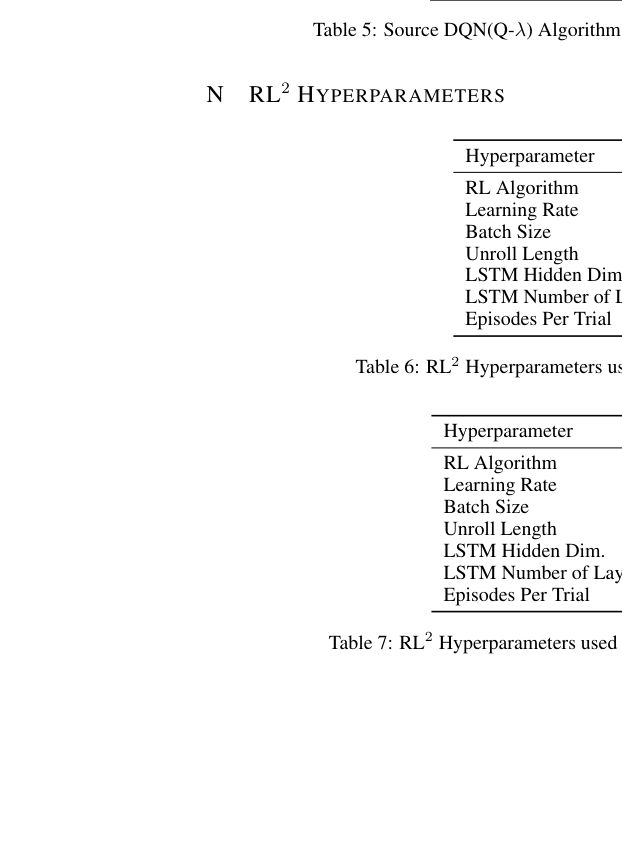 Table 5: Source DQN(Q-λ) Algorithm
N RL² HYPERPARAMETERS
Hyperparameter
RL Algorithm
Learning Rate
Batch Size
Unroll Length
LSTM Hidden Dim
LSTM Number of
Episodes Per Trial
Table 6: RL² Hyperparameters
Hyperparameter
RL Algorithm
Learning Rate
Batch Size
Unroll Length
LSTM Hidden Dim.
LSTM Number of Lay
Episodes Per Trial
Table 7: RL² Hyperparameters used